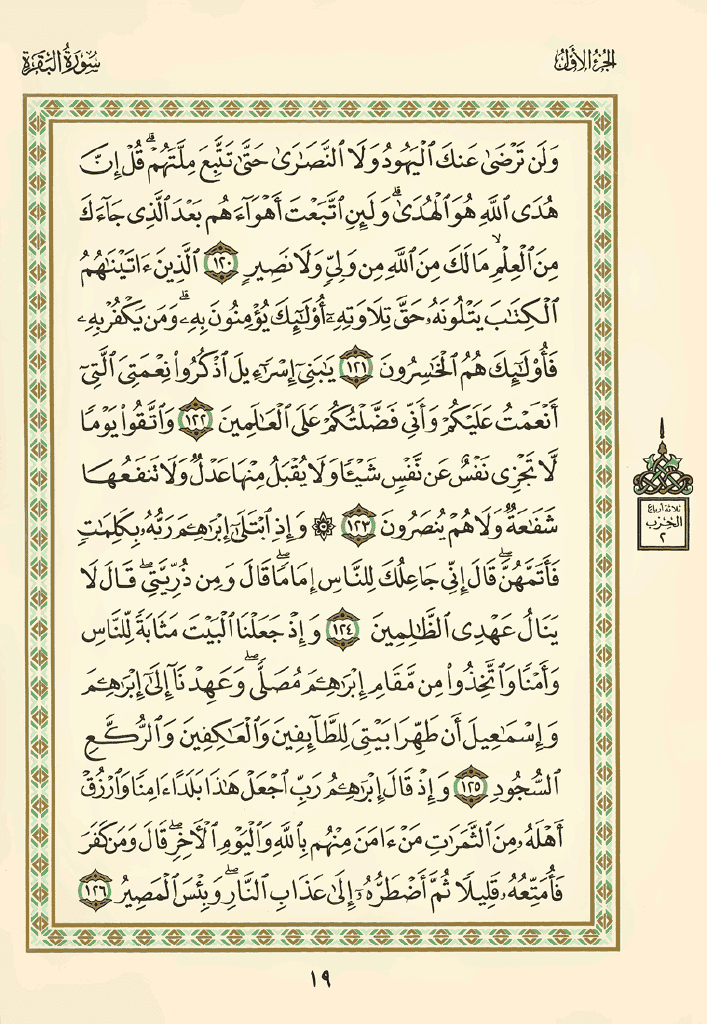 الجزء الأول
سورة البقرة
وَلَن تَرْضَىٰ عَنكَ ٱلْيَهُودُ وَلَا ٱلنَّصَٰرَىٰ حَتَّىٰ تَتَّبِعَ مِلَّتَهُمْ ۗ قُلْ إِنَّ
هُدَى ٱللَّهِ هُوَ ٱلْهُدَىٰ ۗ وَلَئِنِ ٱتَّبَعْتَ أَهْوَآءَهُم بَعْدَ ٱلَّذِى جَآءَكَ
مِنَ ٱلْعِلْمِ ۙ مَا لَكَ مِنَ ٱللَّهِ مِن وَلِىٍّ وَلَا نَصِيرٍ ١٢٠ ٱلَّذِينَ ءَاتَيْنَٰهُمُ
ٱلْكِتَٰبَ يَتْلُونَهُۥ حَقَّ تِلَاوَتِهِۦٓ أُو۟لَٰٓئِكَ يُؤْمِنُونَ بِهِۦ ۗ وَمَن يَكْفُرْ بِهِۦ
فَأُو۟لَٰٓئِكَ هُمُ ٱلْخَٰسِرُونَ ١٢١ يَٰبَنِىٓ إِسْرَٰٓءِيلَ ٱذْكُرُوا۟ نِعْمَتِىَ ٱلَّتِىٓ
أَنْعَمْتُ عَلَيْكُمْ وَأَنِّى فَضَّلْتُكُمْ عَلَى ٱلْعَٰلَمِينَ ١٢٢ وَٱتَّقُوا۟ يَوْمًا
لَّا تَجْزِى نَفْسٌ عَن نَّفْسٍ شَيْـًٔا وَلَا يُقْبَلُ مِنْهَا عَدْلٌ وَلَا تَنفَعُهَا
شَفَٰعَةٌ وَلَا هُمْ يُنصَرُونَ ١٢٣ ۞ وَإِذِ ٱبْتَلَىٰٓ إِبْرَٰهِـۧمَ رَبُّهُۥ بِكَلِمَٰتٍ
فَأَتَمَّهُنَّ ۖ قَالَ إِنِّى جَاعِلُكَ لِلنَّاسِ إِمَامًا ۖ قَالَ وَمِن ذُرِّيَّتِى ۖ قَالَ لَا
يَنَالُ عَهْدِى ٱلظَّٰلِمِينَ ١٢٤ وَإِذْ جَعَلْنَا ٱلْبَيْتَ مَثَابَةً لِّلنَّاسِ
وَأَمْنًا وَٱتَّخِذُوا۟ مِن مَّقَامِ إِبْرَٰهِـۧمَ مُصَلًّى ۖ وَعَهِدْنَآ إِلَىٰٓ إِبْرَٰهِـۧمَ
وَإِسْمَٰعِيلَ أَن طَهِّرَا بَيْتِىَ لِلطَّآئِفِينَ وَٱلْعَٰكِفِينَ وَٱلرُّكَّعِ
ٱلسُّجُودِ ١٢٥ وَإِذْ قَالَ إِبْرَٰهِـۧمُ رَبِّ ٱجْعَلْ هَٰذَا بَلَدًا ءَامِنًا وَٱرْزُقْ
أَهْلَهُۥ مِنَ ٱلثَّمَرَٰتِ مَنْ ءَامَنَ مِنْهُم بِٱللَّهِ وَٱلْيَوْمِ ٱلْءَاخِرِ ۖ قَالَ وَمَن كَفَرَ
فَأُمَتِّعُهُۥ قَلِيلًا ثُمَّ أَضْطَرُّهُۥٓ إِلَىٰ عَذَابِ ٱلنَّارِ ۖ وَبِئْسَ ٱلْمَصِيرُ ١٢٦
ثلاثة أرباع
الحزب
٢
١٩